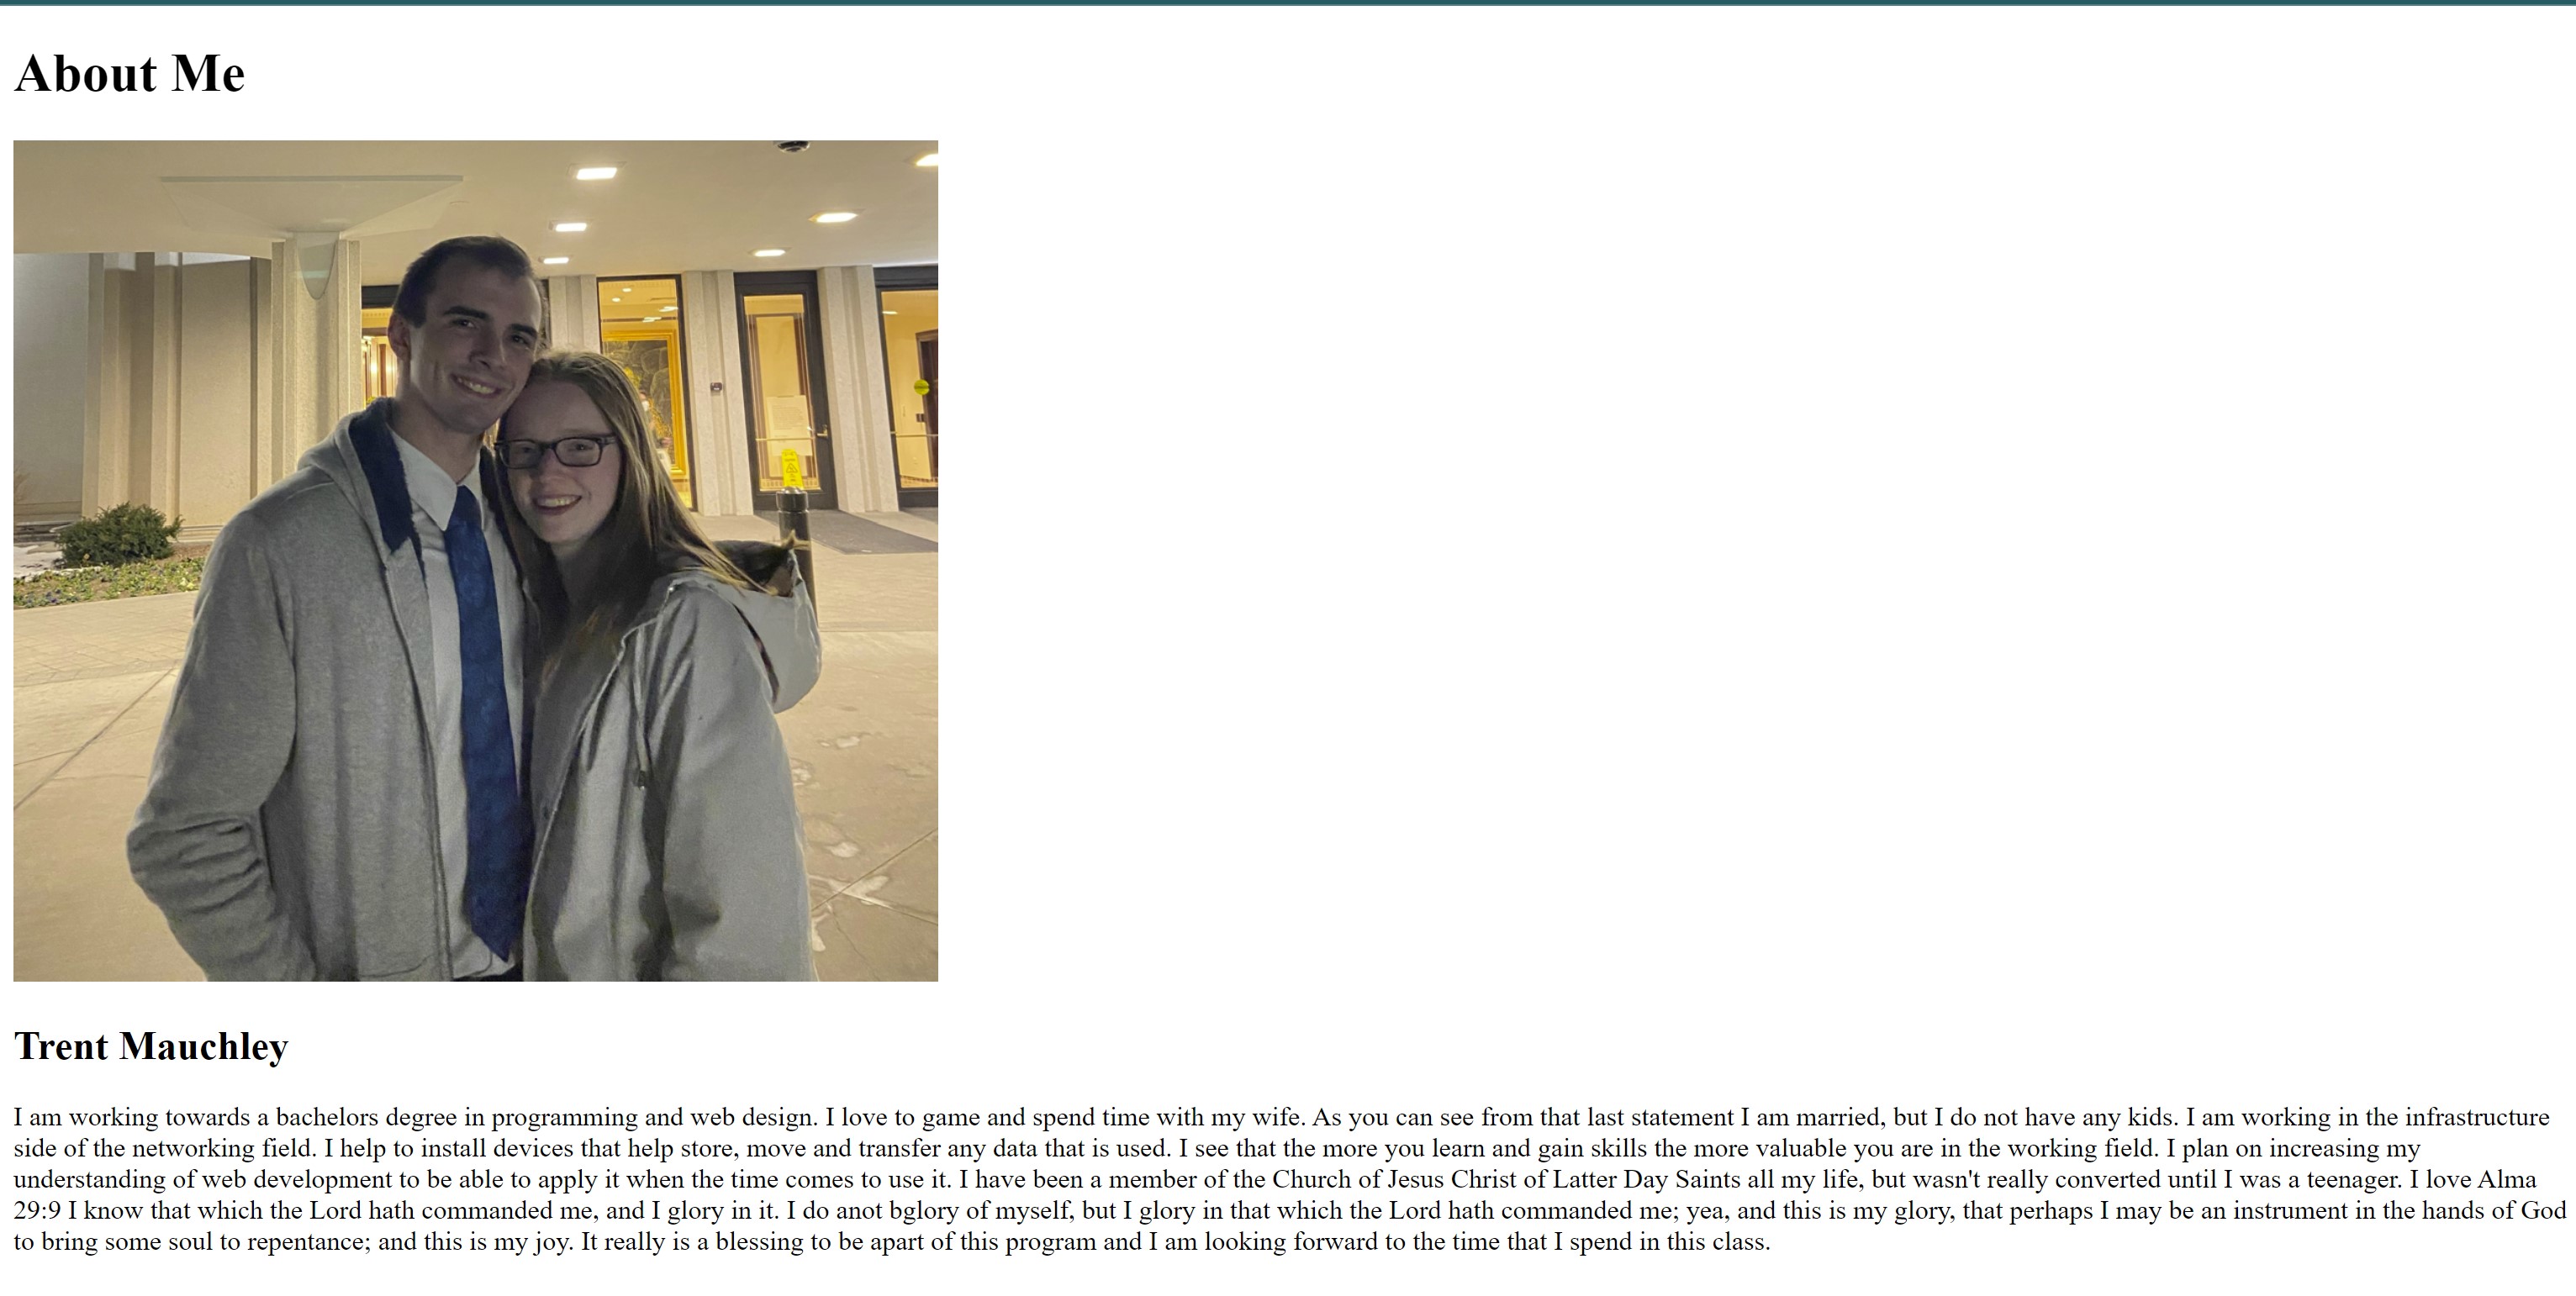 About Me
Trent Mauchley
I am working towards a bachelors degree in programming and web design. I love to game and spend time with my wife. As you can see from that last statement I am married, but I do not have any kids. I am working in the infrastructure
side of the networking field. I help to install devices that help store, move and transfer any data that is used. I see that the more you learn and gain skills the more valuable you are in the working field. I plan on increasing my
understanding of web development to be able to apply it when the time comes to use it. I have been a member of the Church of Jesus Christ of Latter Day Saints all my life, but wasn't really converted until I was a teenager. I love Alma
29:9 I know that which the Lord hath commanded me, and I glory in it. I do anot bglory of myself, but I glory in that which the Lord hath commanded me; yea, and this is my glory, that perhaps I may be an instrument in the hands of God
to bring some soul to repentance; and this is my joy. It really is a blessing to be apart of this program and I am looking forward to the time that I spend in this class.